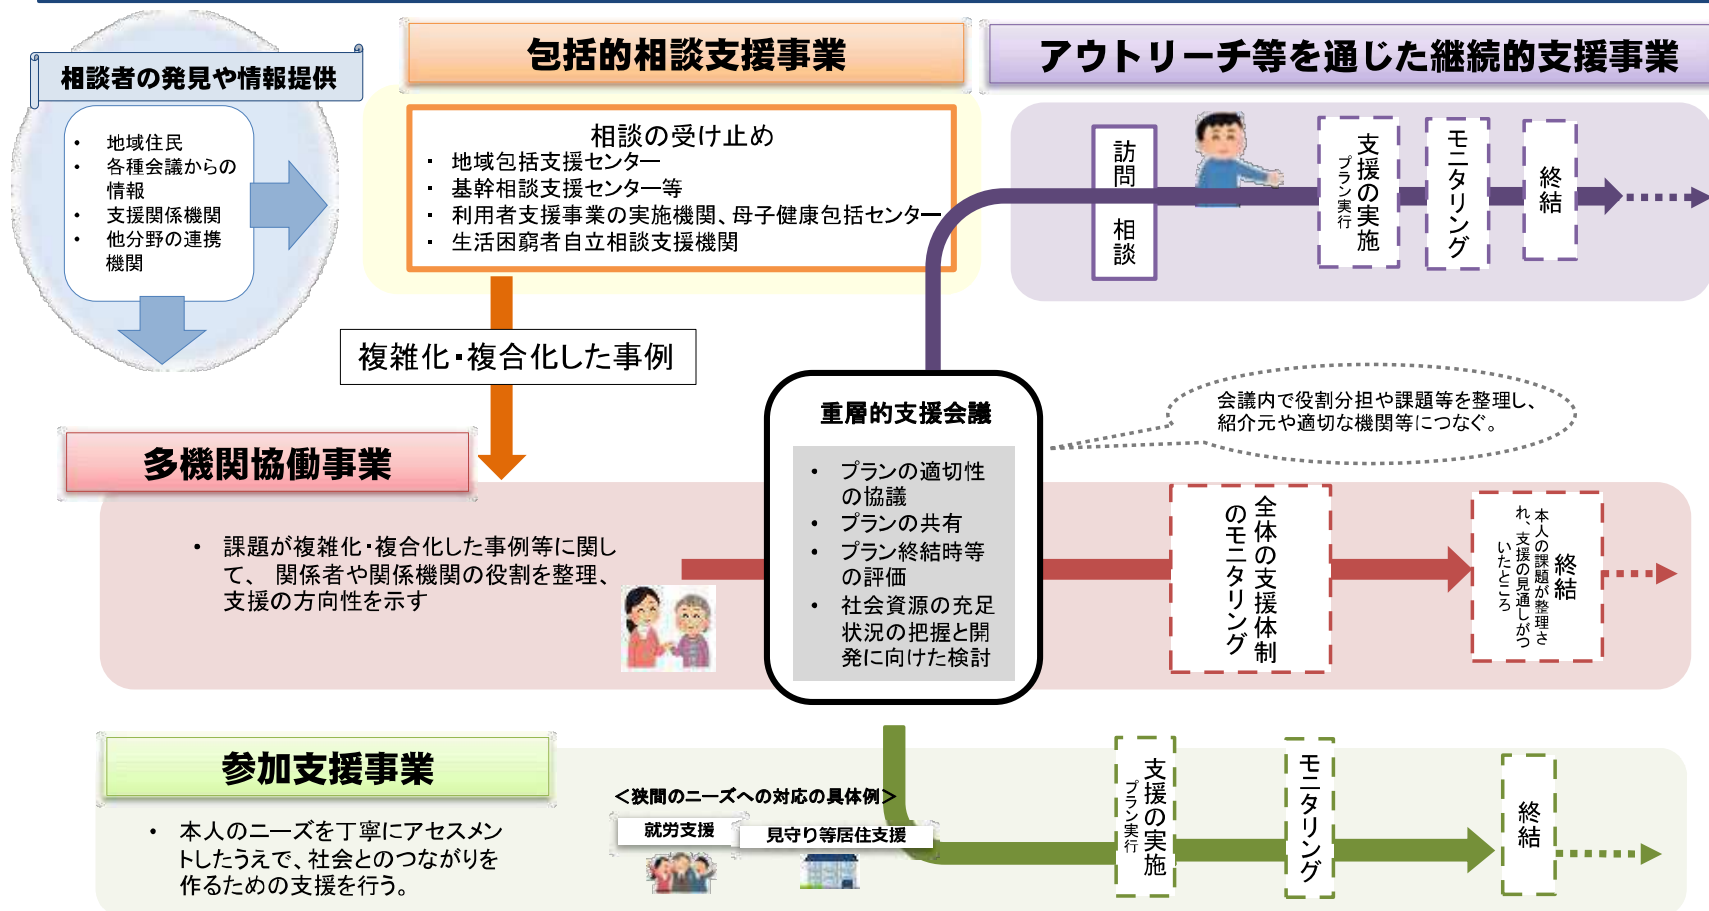 相談者の発見や情報提供
・ 地域住民
・ 各種会議からの
情報
・ 支援関係機関
・ 他分野の連携
機関
包括的相談支援事業
相談の受け止め
・ 地域包括支援センター
・ 基幹相談支援センター等
・ 利用者支援事業の実施機関、母子健康包括センター
・ 生活困窮者自立相談支援機関
アウトリーチ等を通じた継続的支援事業
訪問 相談
支援の実施
プラン実行
モニタリング
終結
複雑化・複合化した事例
重層的支援会議
・ プランの適切性
の協議
・ プランの共有
・ プラン終結時等
の評価
・ 社会資源の充足
状況の把握と開
発に向けた検討
会議内で役割分担や課題等を整理し、
紹介元や適切な機関等につなぐ。
多機関協働事業
・ 課題が複雑化・複合化した事例等に関し
て、 関係者や関係機関の役割を整理、
支援の方向性を示す
全体の支援体制
のモニタリング
終結
本人の課題が整理さ
れ、支援の見通しがつ
いたところ
参加支援事業
・ 本人のニーズを丁寧にアセスメン
トしたうえで、社会とのつながりを
作るための支援を行う。
＜狭間のニーズへの対応の具体例＞
就労支援
見守り等居住支援
支援の実施
プラン実行
モニタリング
終結